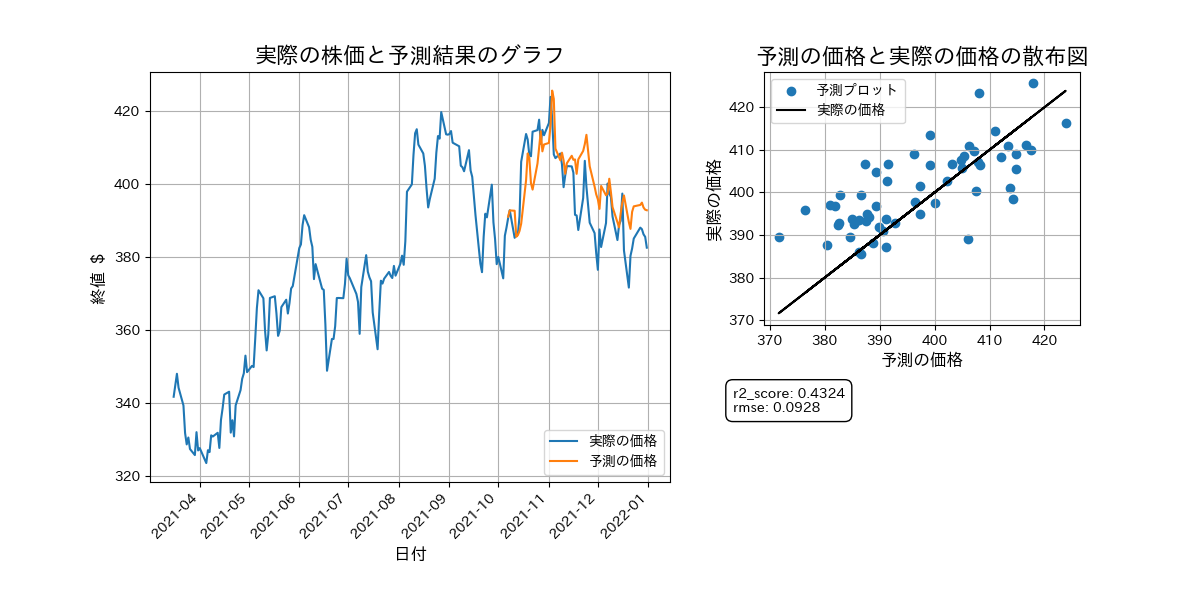 実際の株価と予測結果のグラフ
終値 $
420
400
380
360
340
320
2021-04
2021-05
2021-06
2021-07
2021-08
2021-09
2021-10
2021-11
2021-12
2022-01
日付
実際の価格
予測の価格
予測の価格と実際の価格の散布図
実際の価格
420
410
400
390
380
370
370
380
390
400
410
420
予測の価格
予測プロット
実際の価格
r2_score: 0.4324
rmse: 0.0928